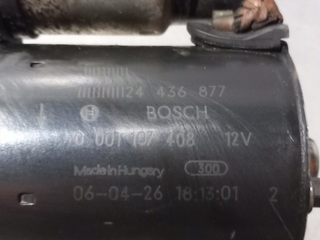 24 436 877
BOSCH
0 001 107 408 12V
Made in Hungary 300
06-04-26 18:13:01 2